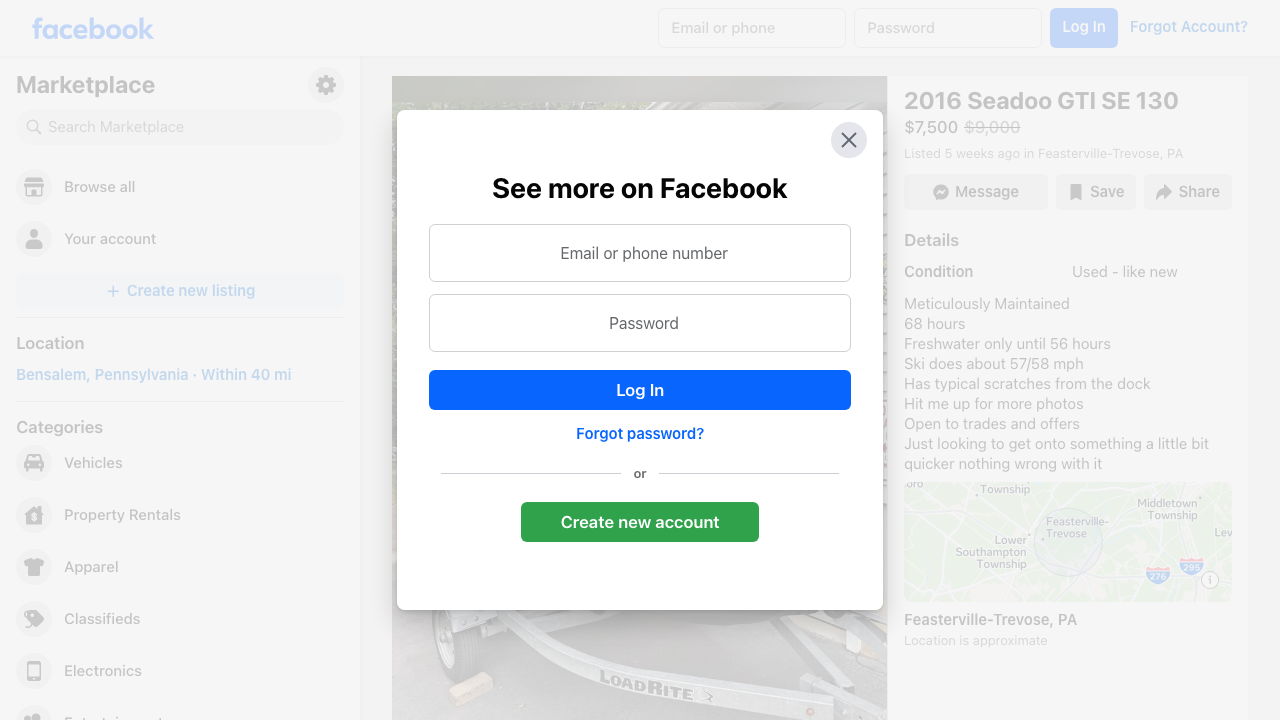 facebook
Email or phone
Password
Log In
Forgot Account?
Marketplace
Search Marketplace
Browse all
Your account
Create new listing
Location
Bensalem, Pennsylvania · Within 40 mi
Categories
Vehicles
Property Rentals
Apparel
Classifieds
Electronics
See more on Facebook
Email or phone number
Password
Log In
Forgot password?
or
Create new account
LOADRITE
2016 Seadoo GTI SE 130
$7,500 $9,000
Listed 5 weeks ago in Feasterville-Trevose, PA
Message
Save
Share
Details
Condition
Used - like new
Meticulously Maintained
68 hours
Freshwater only until 56 hours
Ski does about 57/58 mph
Has typical scratches from the dock
Hit me up for more photos
Open to trades and offers
Just looking to get onto something a little bit
quicker nothing wrong with it
Township
Middletown
Township
Feasterville-
Trevose
Lower
Southampton
Township
Lev
276
295
Feasterville-Trevose, PA
Location is approximate